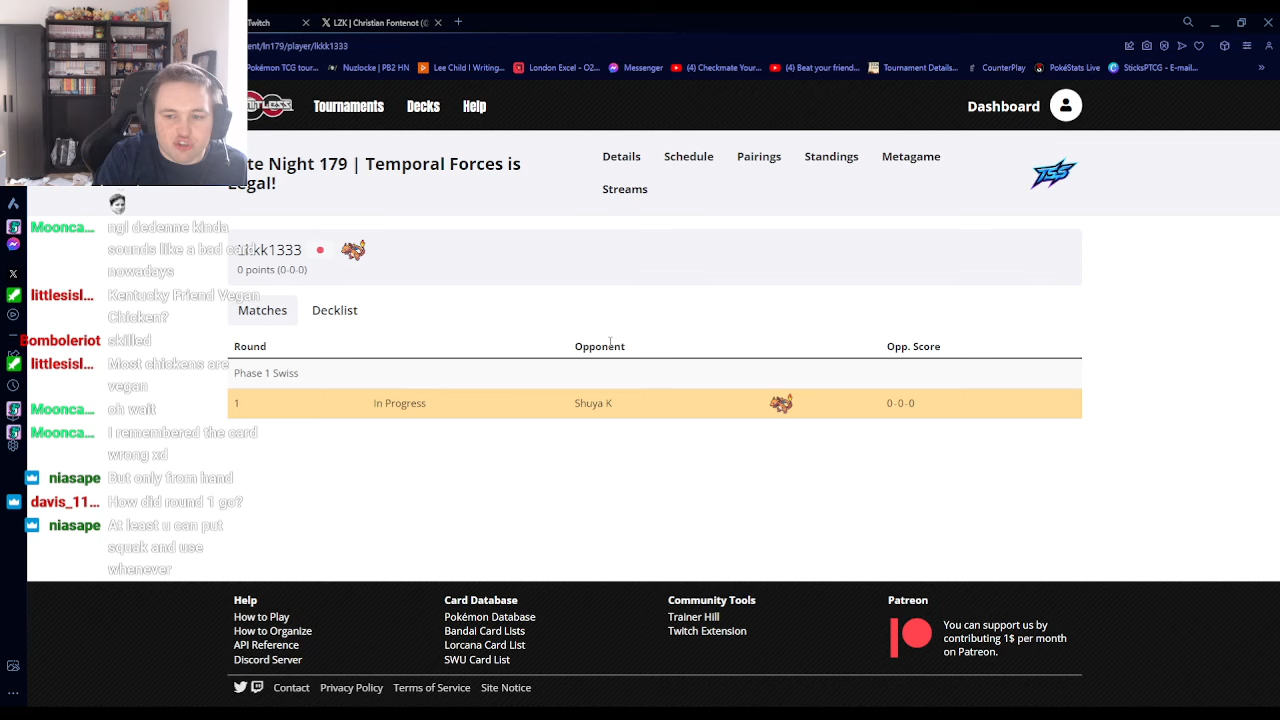 Twitch
LZK | Christian Fontenot (@
ent/ln179/player/lkkk1333
Pokémon TCG tour...
Nuzlocke | PB2 HN
Lee Child I Writing...
London Excel - O2...
Messenger
(4) Checkmate Your...
(4) Beat your friend...
Tournament Details...
CounterPlay
PokéStats Live
SticksPTCG - E-mail...
Tournaments
Decks
Help
Dashboard
te Night 179 | Temporal Forces is
Legal!
Details
Schedule
Pairings
Standings
Metagame
Streams
TSS
kk1333
0 points (0-0-0)
Matches
Decklist
Round
Opponent
Opp. Score
Phase 1 Swiss
1
In Progress
Shuya K
0-0-0
Moonca... ngl dedenne kinda
sounds like a bad card
nowadays
littlesisl... Kentucky Friend Vegan
Chicken?
Bomboleriot skilled
littlesisl... Most chickens are
vegan
Moonca... oh wait
Moonca... I remembered the card
wrong xd
niasape But only from hand
davis_11... How did round 1 go?
niasape At least u can put
squak and use
whenever
Help
How to Play
How to Organize
API Reference
Discord Server
Card Database
Pokémon Database
Bandai Card Lists
Lorcana Card List
SWU Card List
Community Tools
Trainer Hill
Twitch Extension
Patreon
You can support us by
contributing 1$ per month
on Patreon.
Contact
Privacy Policy
Terms of Service
Site Notice